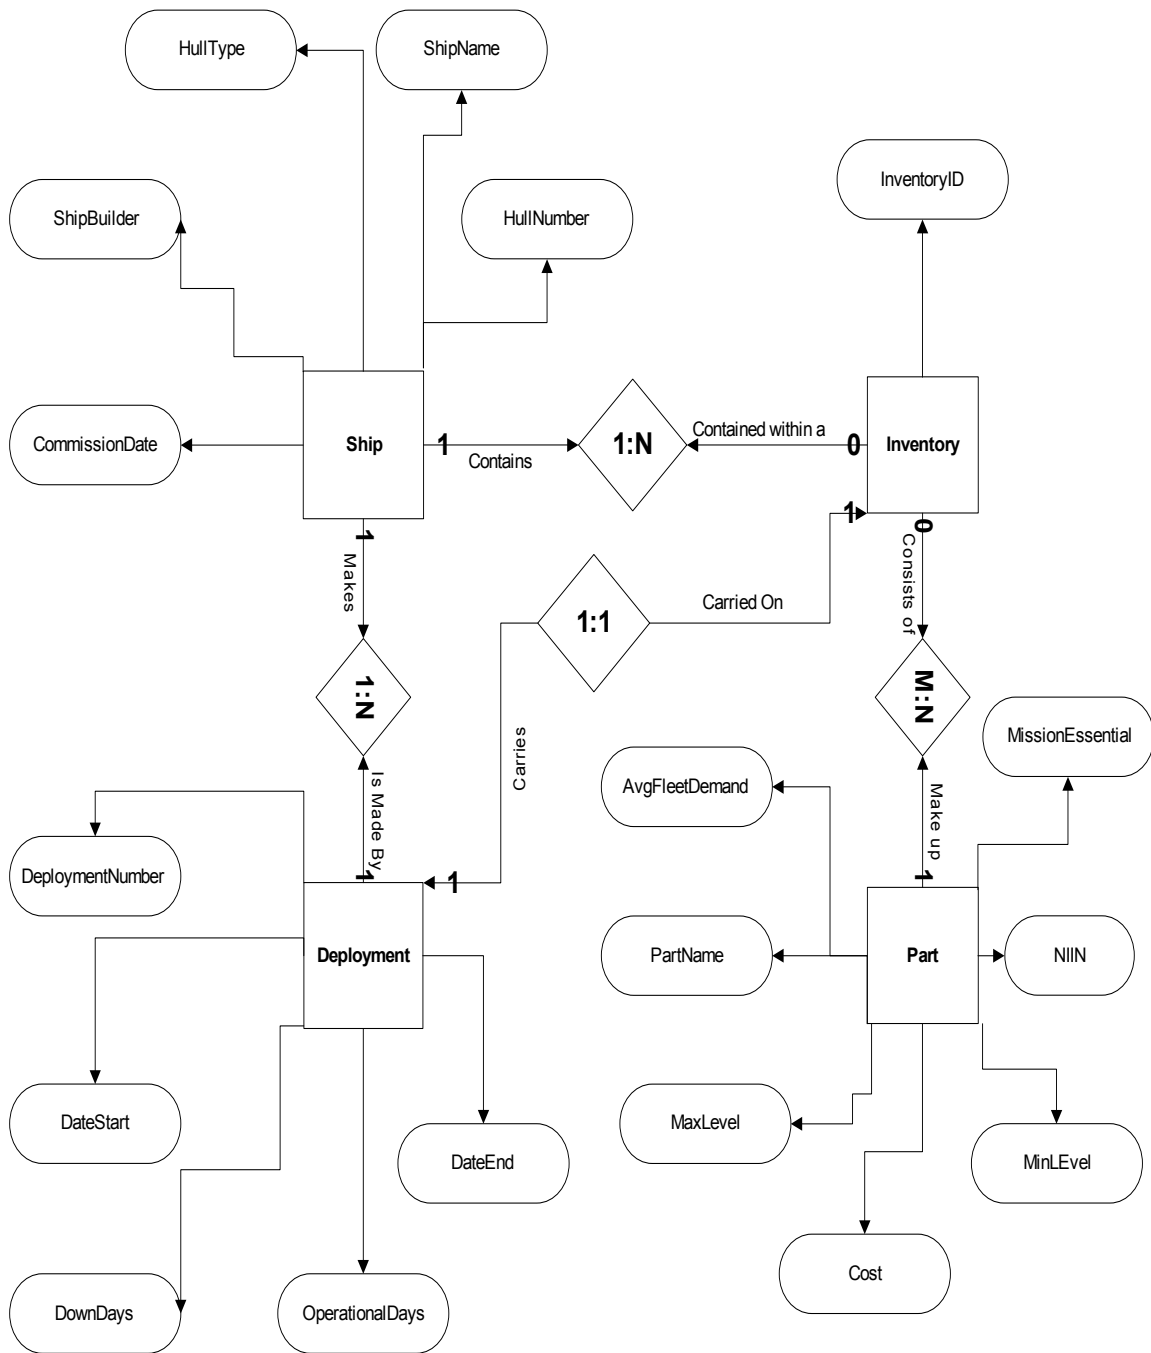 HullType
ShipName
InventoryID
ShipBuilder
HullNumber
CommissionDate
Ship
1
Contains
1:N
Contained within a
0
Inventory
1
Makes
1
0
Consists of
1:1
Carried On
1:N
M:N
Carries
MissionEssential
AvgFleetDemand
Is Made By
Make up
DeploymentNumber
1
1
1
Deployment
PartName
Part
NIIN
DateStart
MaxLevel
DateEnd
MinLEvel
Cost
DownDays
OperationalDays